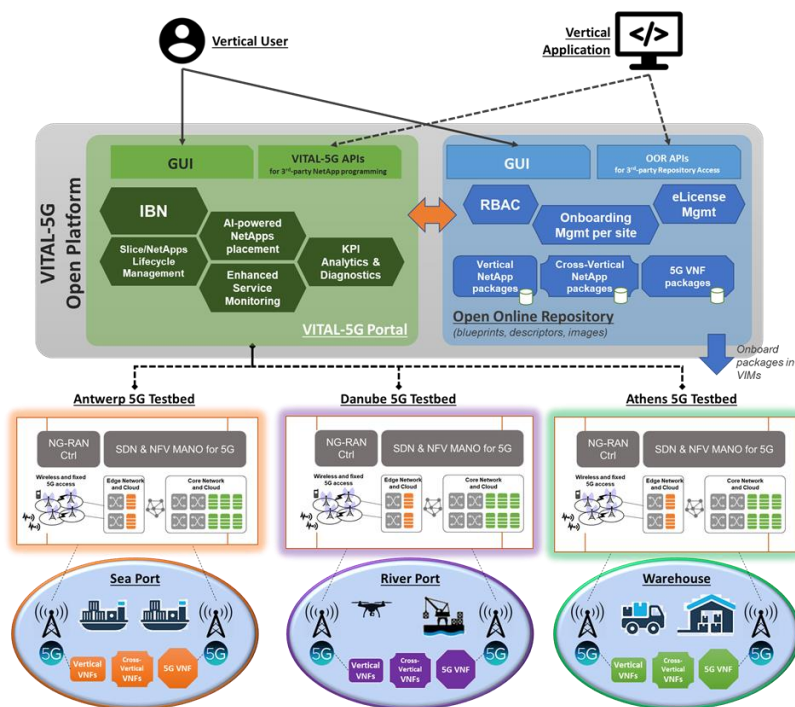 Vertical User
Vertical
Application
VITAL-5G
Open Platform
GUI
VITAL-5G APIs
for 3rd-party NetApp programming
GUI
OOR APIs
for 3rd-party Repository Access
IBN
AI-powered
NetApps
placement
Slice/NetApps
Lifecycle
Management
Enhanced
Service
Monitoring
KPI
Analytics &
Diagnostics
VITAL-5G Portal
RBAC
Onboarding
Mgmt per site
eLicense
Mgmt
Vertical
NetApp
packages
Cross-Vertical
NetApp
packages
5G VNF
packages
Open Online Repository
(blueprints, descriptors, images)
Onboard
packages in
VIMs
Antwerp 5G Testbed
NG-RAN
Ctrl
SDN & NFV MANO for 5G
Wireless and fixed
5G access
Edge Network
and Cloud
Core Network and
Cloud
Danube 5G Testbed
NG-RAN
Ctrl
SDN & NFV MANO for 5G
Wireless and fixed
5G access
Edge Network
and Cloud
Core Network and
Cloud
Athens 5G Testbed
NG-RAN
Ctrl
SDN & NFV MANO for 5G
Wireless and fixed
5G access
Edge Network
and Cloud
Core Network and
Cloud
Sea Port
5G
5G
Vertical
VNFs
Cross-
Vertical
VNFs
5G VNF
River Port
5G
5G
Vertical
VNFs
Cross-
Vertical
VNFs
5G VNF
Warehouse
5G
5G
Vertical
VNFs
Cross-
Vertical
VNFs
5G VNF